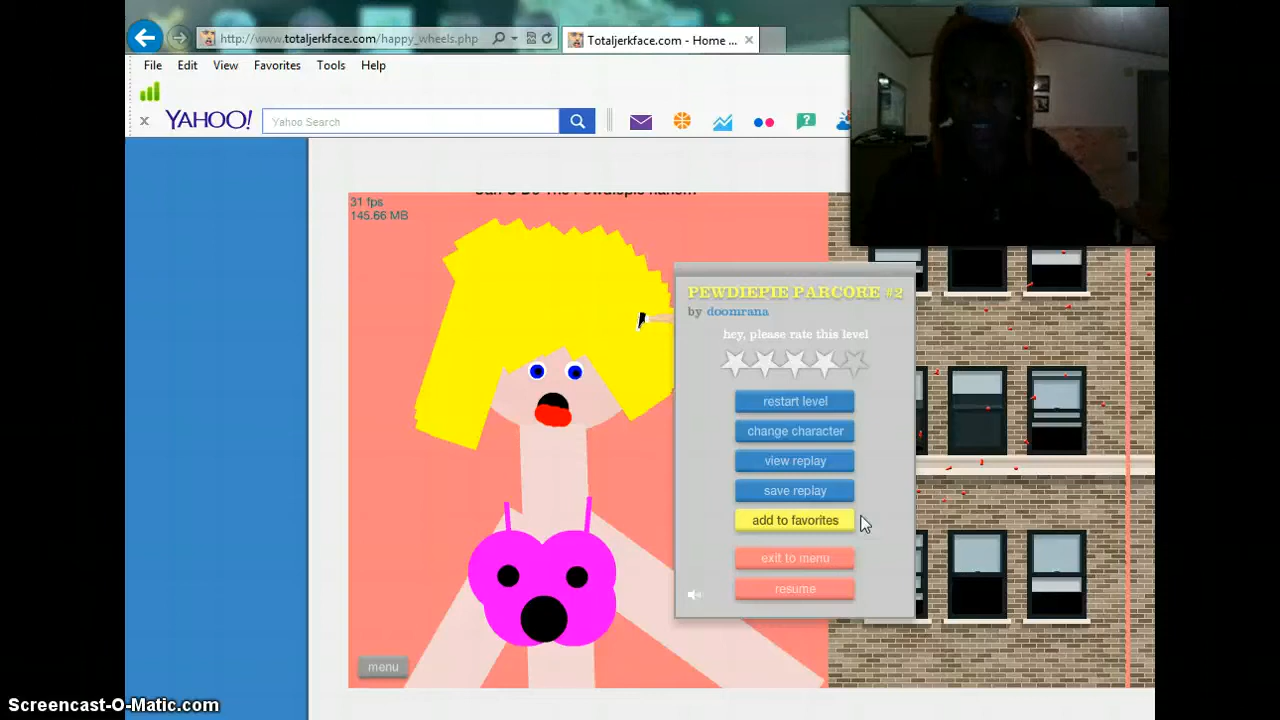 http://www.totaljerkface.com/happy_wheels.php
Totaljerkface.com - Home ...
File Edit View Favorites Tools Help
x YAHOO! Yahoo Search
31 fps
145.66 MB
PEWDIEPIE PARCORE #2
by doomrana
hey, please rate this level
restart level
change character
view replay
save replay
add to favorites
exit to menu
resume
menu
Screencast-O-Matic.com